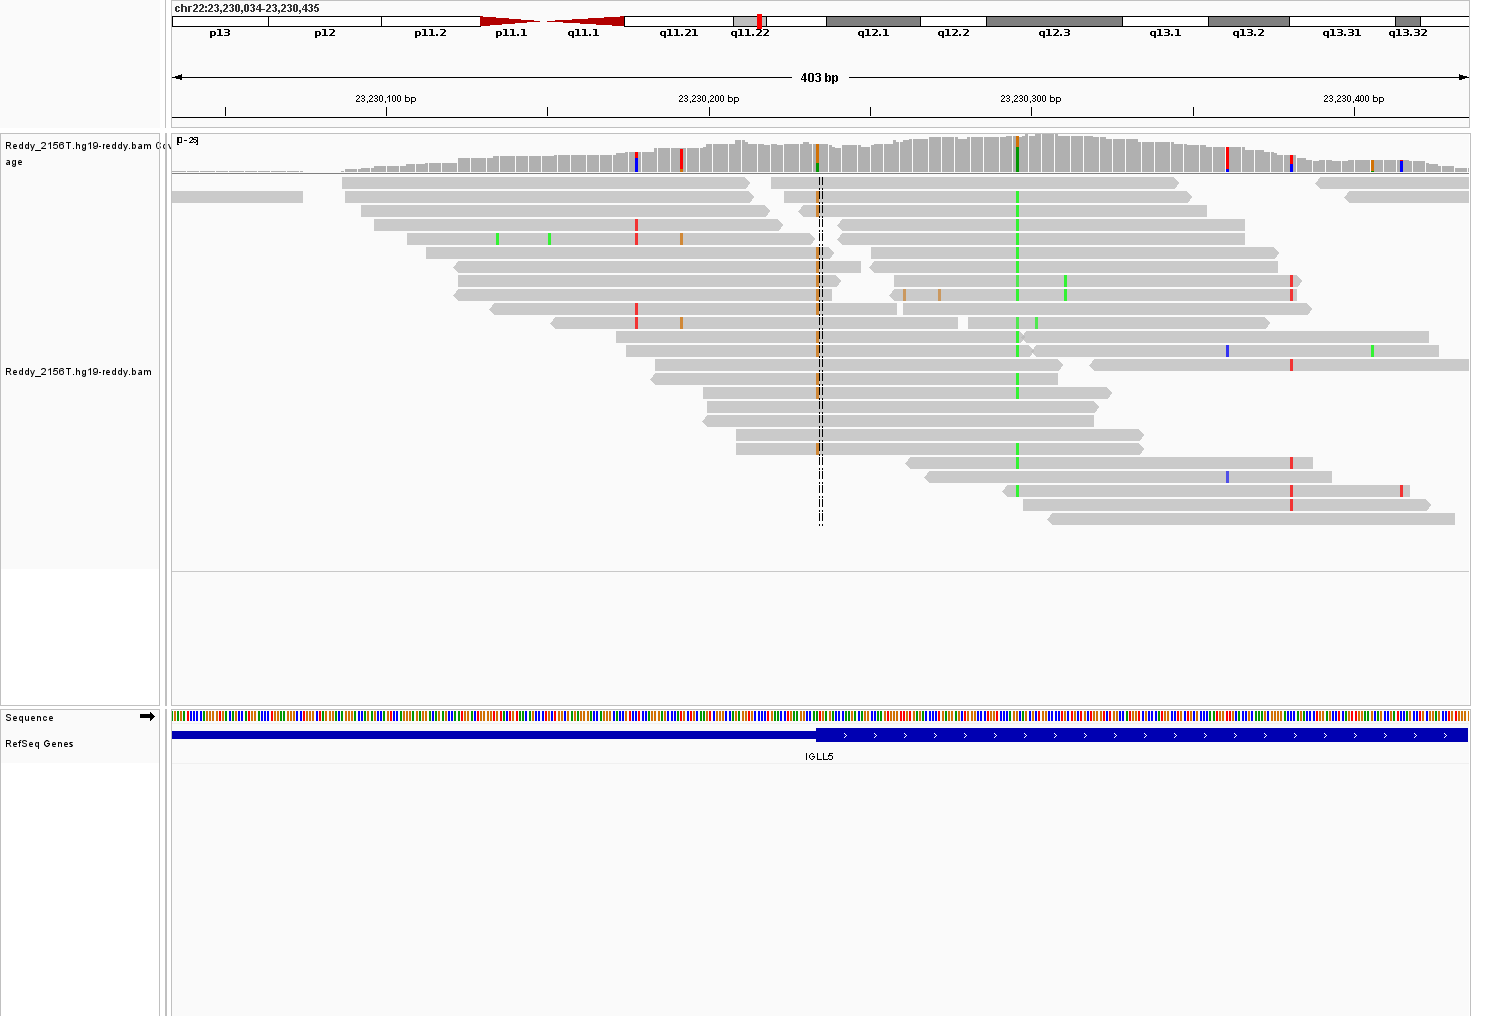 chr22:23,230,034-23,230,435
p13 p12 p11.2 p11.1 q11.1 q11.21 q11.22 q12.1 q12.2 q12.3 q13.1 q13.2 q13.31 q13.32
403 bp
23,230,100 bp 23,230,200 bp 23,230,300 bp 23,230,400 bp
Reddy_2156T.hg19-reddy.bam Cov
age
Reddy_2156T.hg19-reddy.bam
Sequence
RefSeq Genes
IGLL5